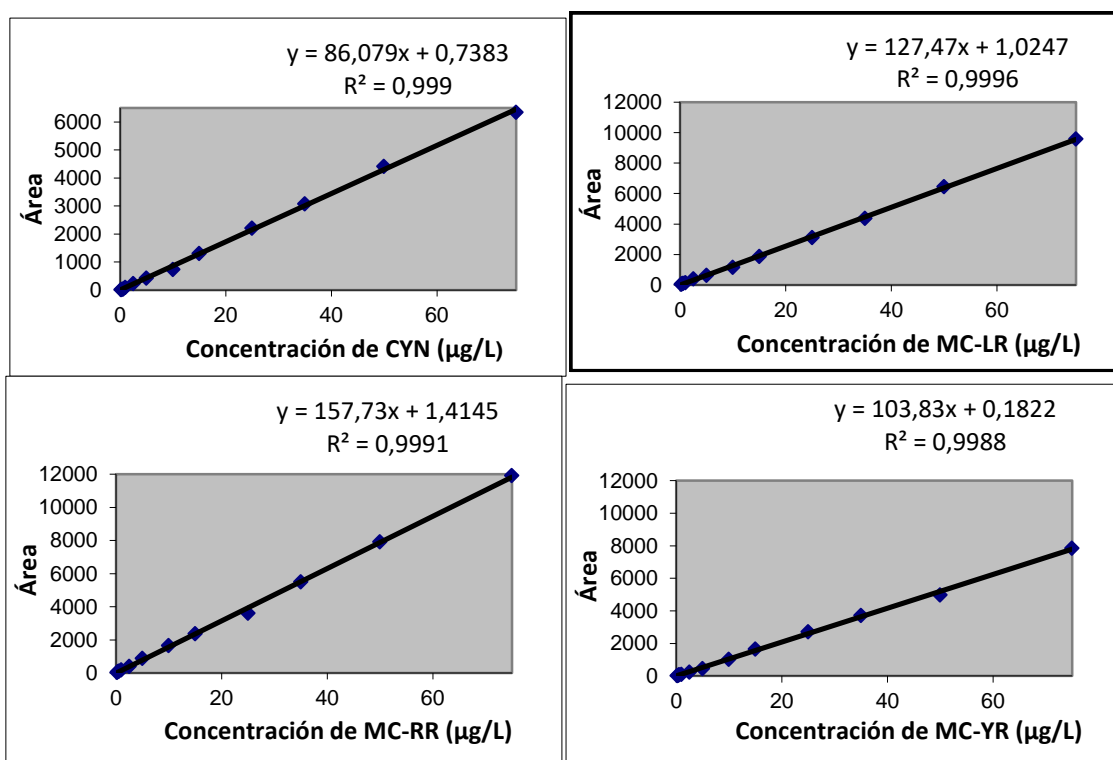 y = 86,079x + 0,7383
R² = 0,999
6000
5000
4000
3000
2000
1000
0
Área
0 20 40 60
Concentración de CYN (µg/L)
y = 127,47x + 1,0247
R² = 0,9996
12000
10000
8000
6000
4000
2000
0
Área
0 20 40 60
Concentración de MC-LR (µg/L)
y = 157,73x + 1,4145
R² = 0,9991
12000
10000
8000
6000
4000
2000
0
Área
0 20 40 60
Concentración de MC-RR (µg/L)
y = 103,83x + 0,1822
R² = 0,9988
12000
10000
8000
6000
4000
2000
0
Área
0 20 40 60
Concentración de MC-YR (µg/L)